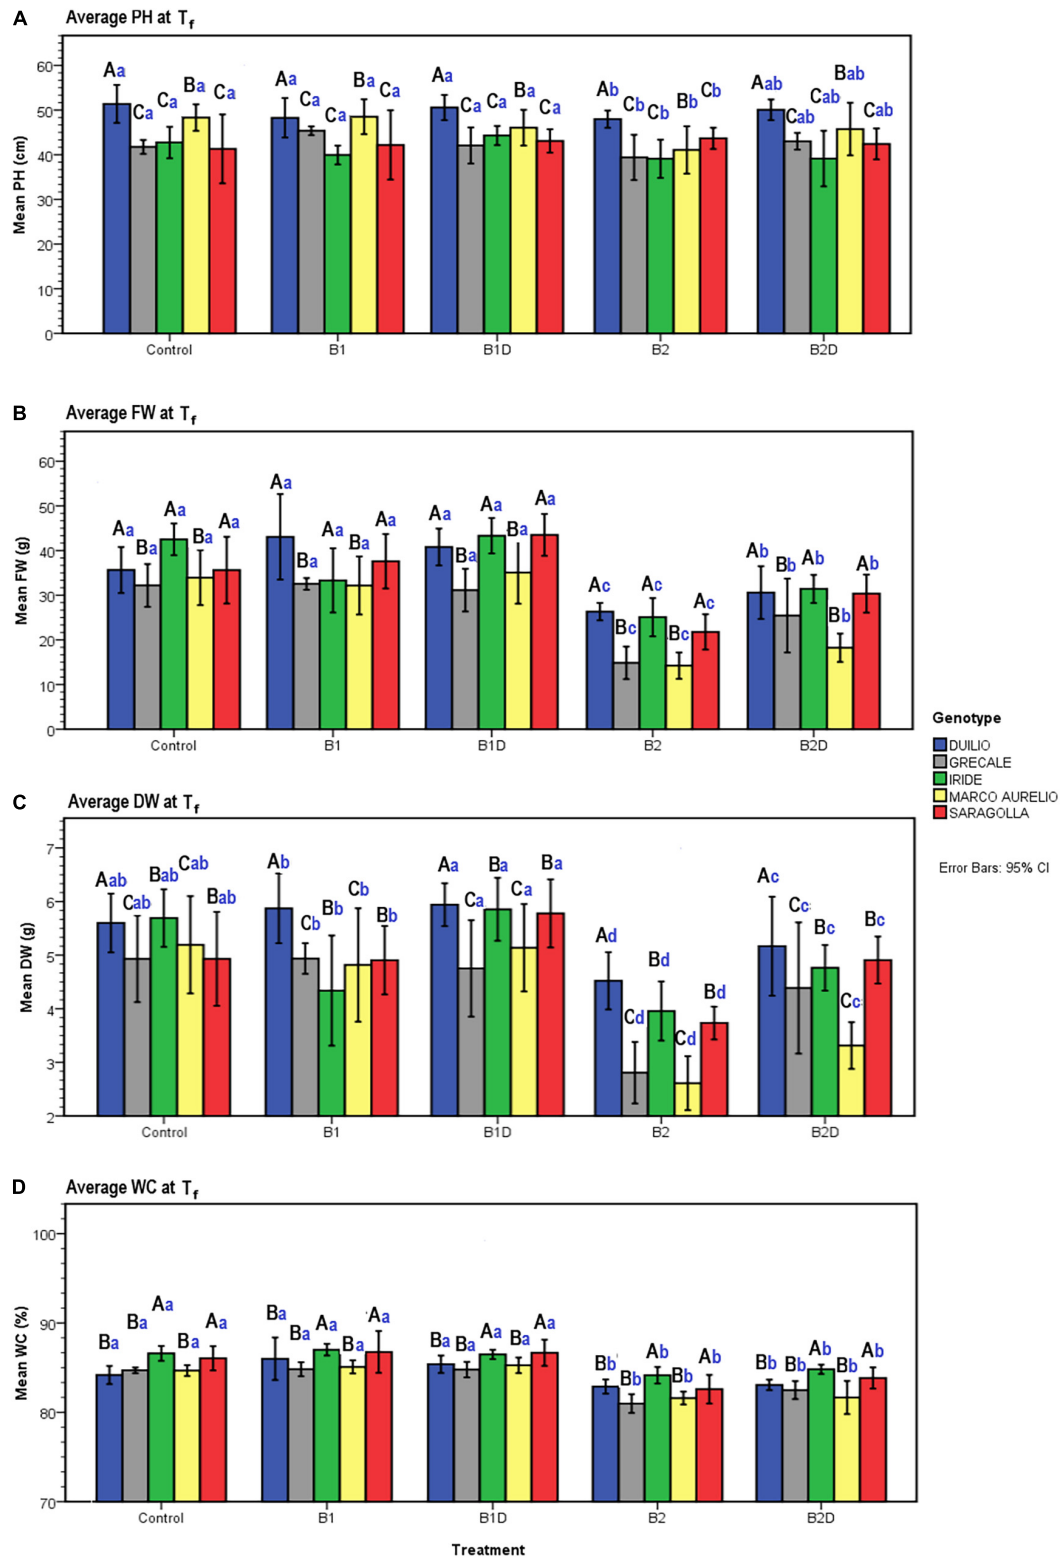 A Average PH at Tf
Mean PH (cm)
60
50
40
30
20
10
0
Aa Ca Ca Ba Ca
Aa Ca Ca Ba Ca
Aa Ca Ca Ba Ca
Ab Cb Cb Bb Cb
Aab Cab Cab Bab Cab
Control B1 B1D B2 B2D
B Average FW at Tf
Mean FW (g)
60
50
40
30
20
10
0
Aa Ba Aa Ba Aa
Aa Ba Aa Ba Aa
Aa Ba Aa Ba Aa
Ac Bc Ac Bc Ac
Ab Bb Ab Bb Ab
Control B1 B1D B2 B2D
Genotype
DUILIO
GRECALE
IRIDE
MARCO AURELIO
SARAGOLLA
Error Bars: 95% CI
C Average DW at Tf
Mean DW (g)
7
6
5
4
3
2
Aab Cab Bab Cab Bab
Ab Cb Bb Cb Bb
Aa Ca Ba Ca Ba
Ad Cd Bd Cd Bd
Ac Cc Bc Cc Bc
Control B1 B1D B2 B2D
D Average WC at Tf
Mean WC (%)
100
90
80
70
Ba Ba Aa Ba Aa
Ba Ba Aa Ba Aa
Ba Ba Aa Ba Aa
Bb Bb Ab Bb Ab
Bb Bb Ab Bb Ab
Control B1 B1D B2 B2D
Treatment